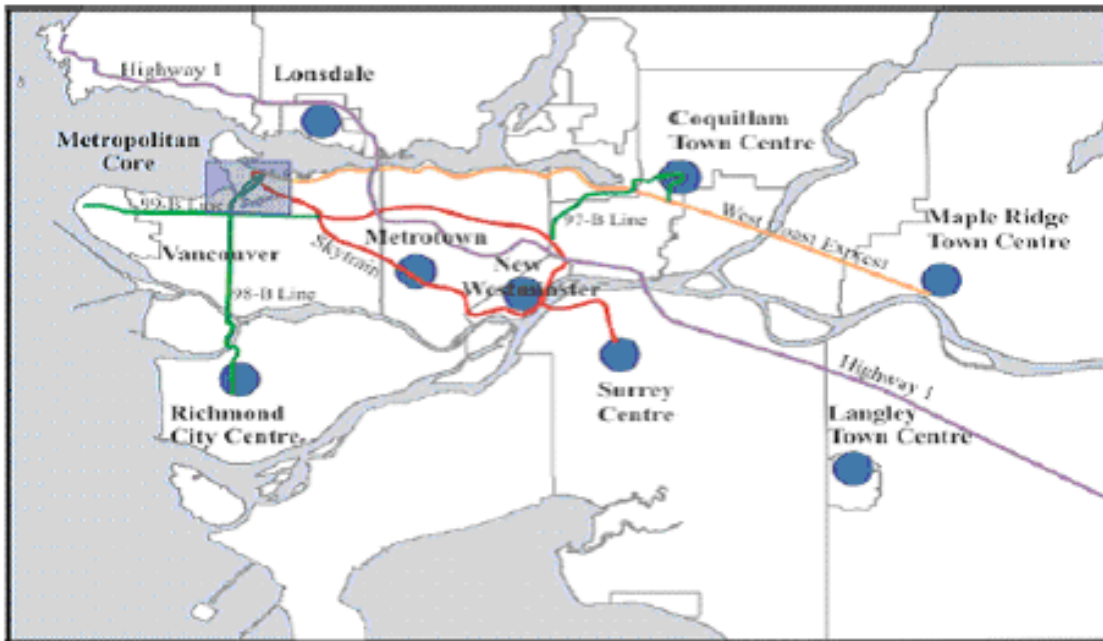 Highway 1
Lonsdale
Metropolitan
Core
Coquitlam
Town Centre
99-B Line
97-B Line
West Coast Express
Maple Ridge
Town Centre
Vancouver
Skytrain
Metrotown
New
Westminster
98-B Line
Richmond
City Centre
Surrey
Centre
Highway 1
Langley
Town Centre